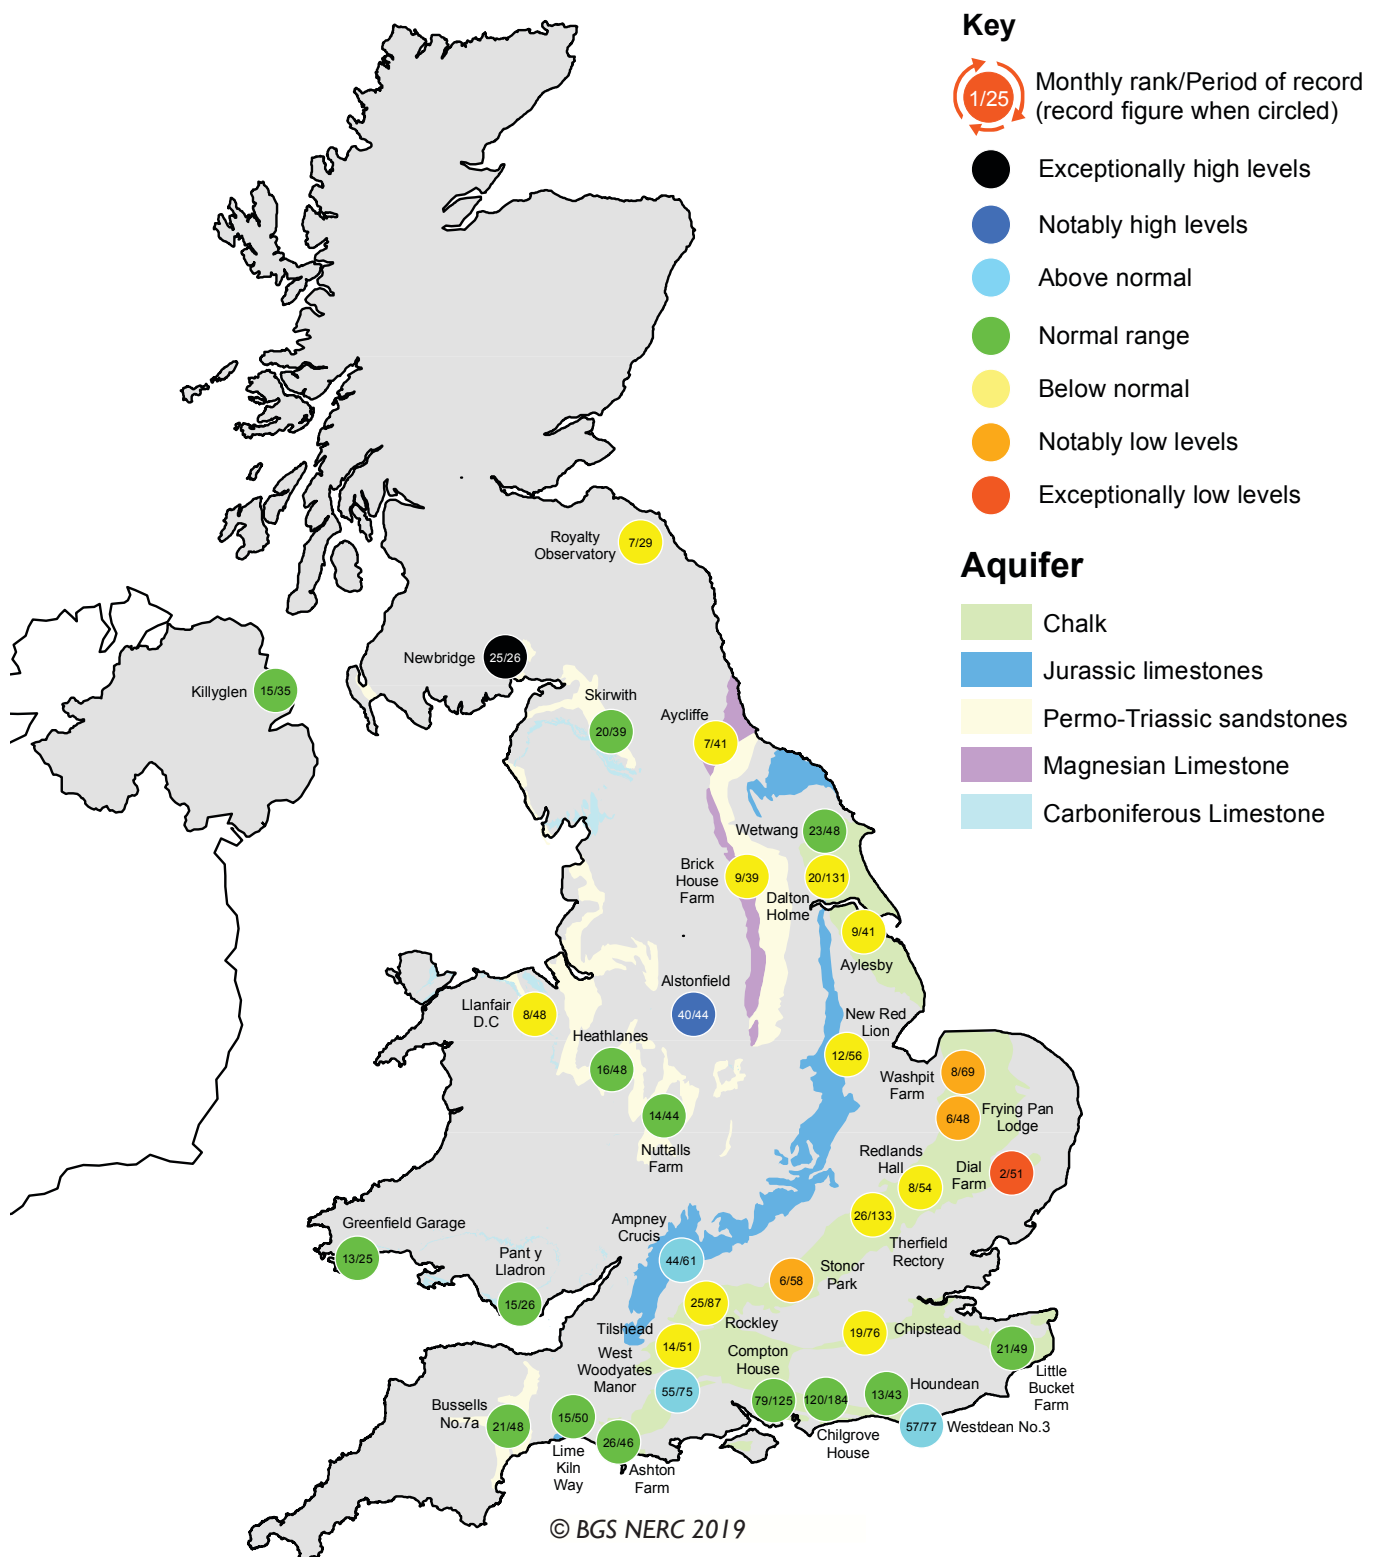 Key
1/25
Monthly rank/Period of record
(record figure when circled)
Exceptionally high levels
Notably high levels
Above normal
Normal range
Below normal
Notably low levels
Exceptionally low levels
Aquifer
Chalk
Jurassic limestones
Permo-Triassic sandstones
Magnesian Limestone
Carboniferous Limestone
Royalty
Observatory
7/29
Newbridge
25/26
Killyglen
15/35
Skirwith
20/39
Aycliffe
7/41
Wetwang
23/48
Brick
House
Farm
9/39
20/131
Dalton
Holme
9/41
Aylesby
Llanfair
D.C
8/48
Alstonfield
40/44
Heathlanes
16/48
New Red
Lion
12/56
Washpit
Farm
8/69
14/44
Nuttalls
Farm
6/48
Frying Pan
Lodge
Redlands
Hall
8/54
Dial
Farm
2/51
26/133
Therfield
Rectory
Greenfield Garage
13/25
Pant y
Lladron
15/26
Ampney
Crucis
44/61
6/58
Stonor
Park
25/87
Rockley
Tilshead
14/51
19/76
Chipstead
West
Woodyates
Manor
55/75
Compton
House
79/125
120/184
Chilgrove
House
13/43
Houndean
21/49
Little
Bucket
Farm
57/77
Westdean No.3
Bussells
No.7a
21/48
15/50
Lime
Kiln
Way
26/46
Ashton
Farm
© BGS NERC 2019